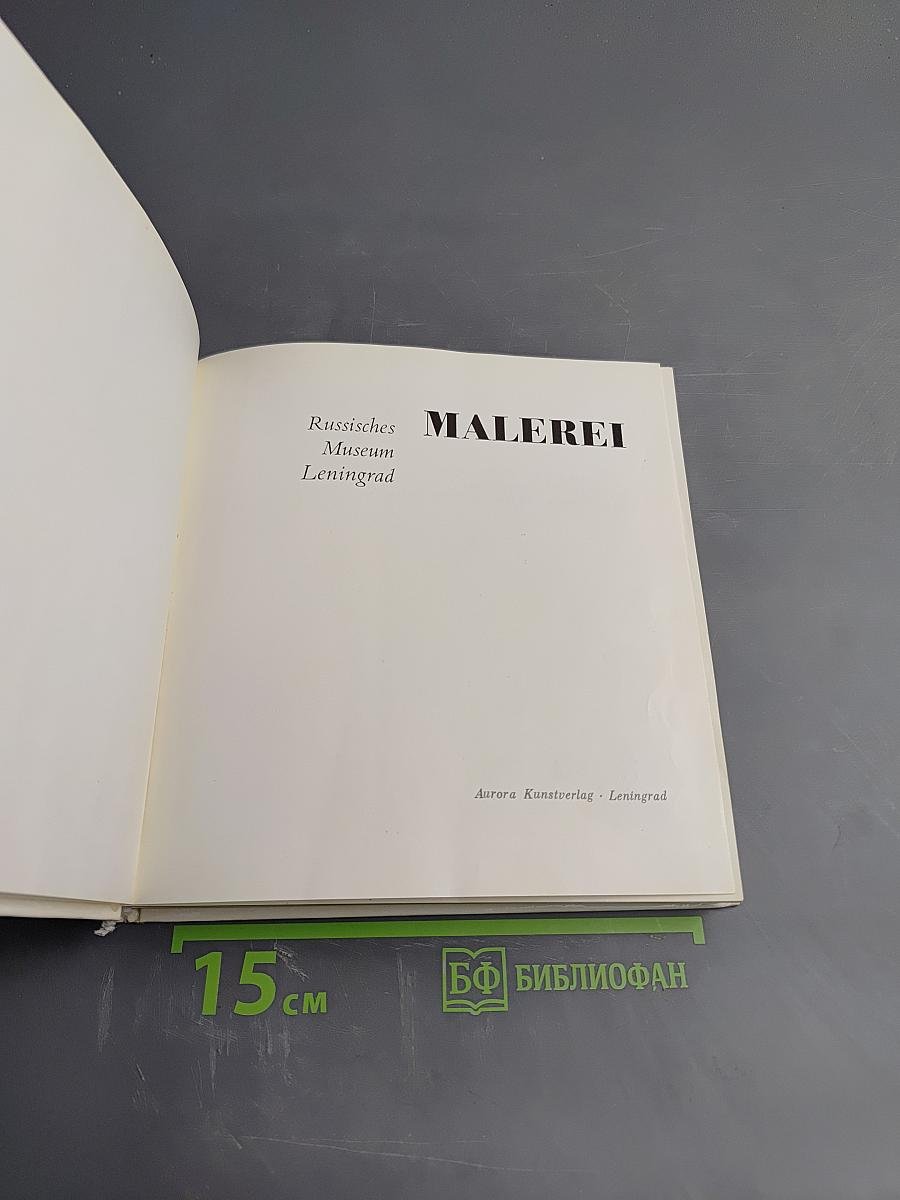 Russisches
Museum
Leningrad
MALEREI
Aurora Kunstverlag · Leningrad
15 см
БФ БИБЛИОФАН